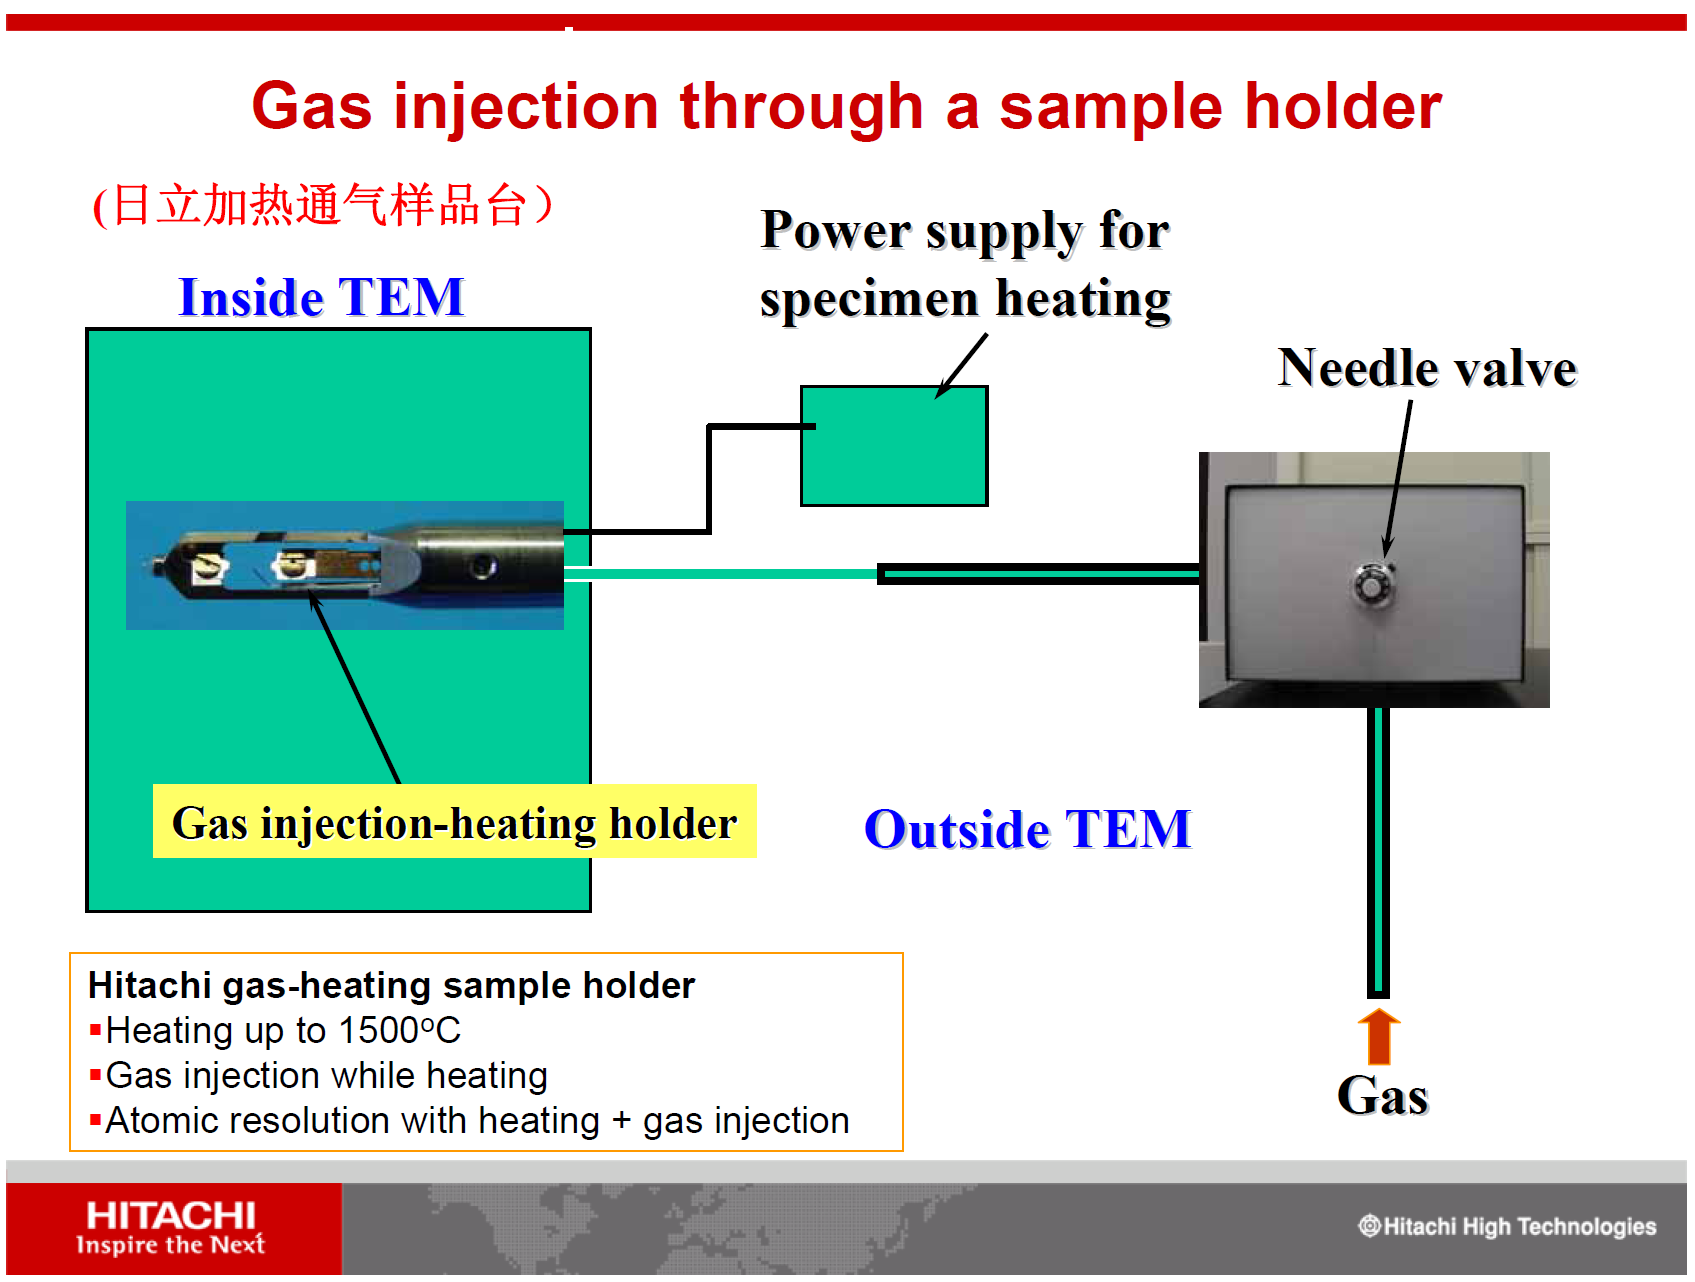 Gas injection through a sample holder
(日立加热通气样品台）
Power supply for
specimen heating
Inside TEM
Needle valve
Gas injection-heating holder
Outside TEM
Hitachi gas-heating sample holder
▪Heating up to 1500°C
▪Gas injection while heating
▪Atomic resolution with heating + gas injection
Gas
HITACHI
Inspire the Next
Hitachi High Technologies